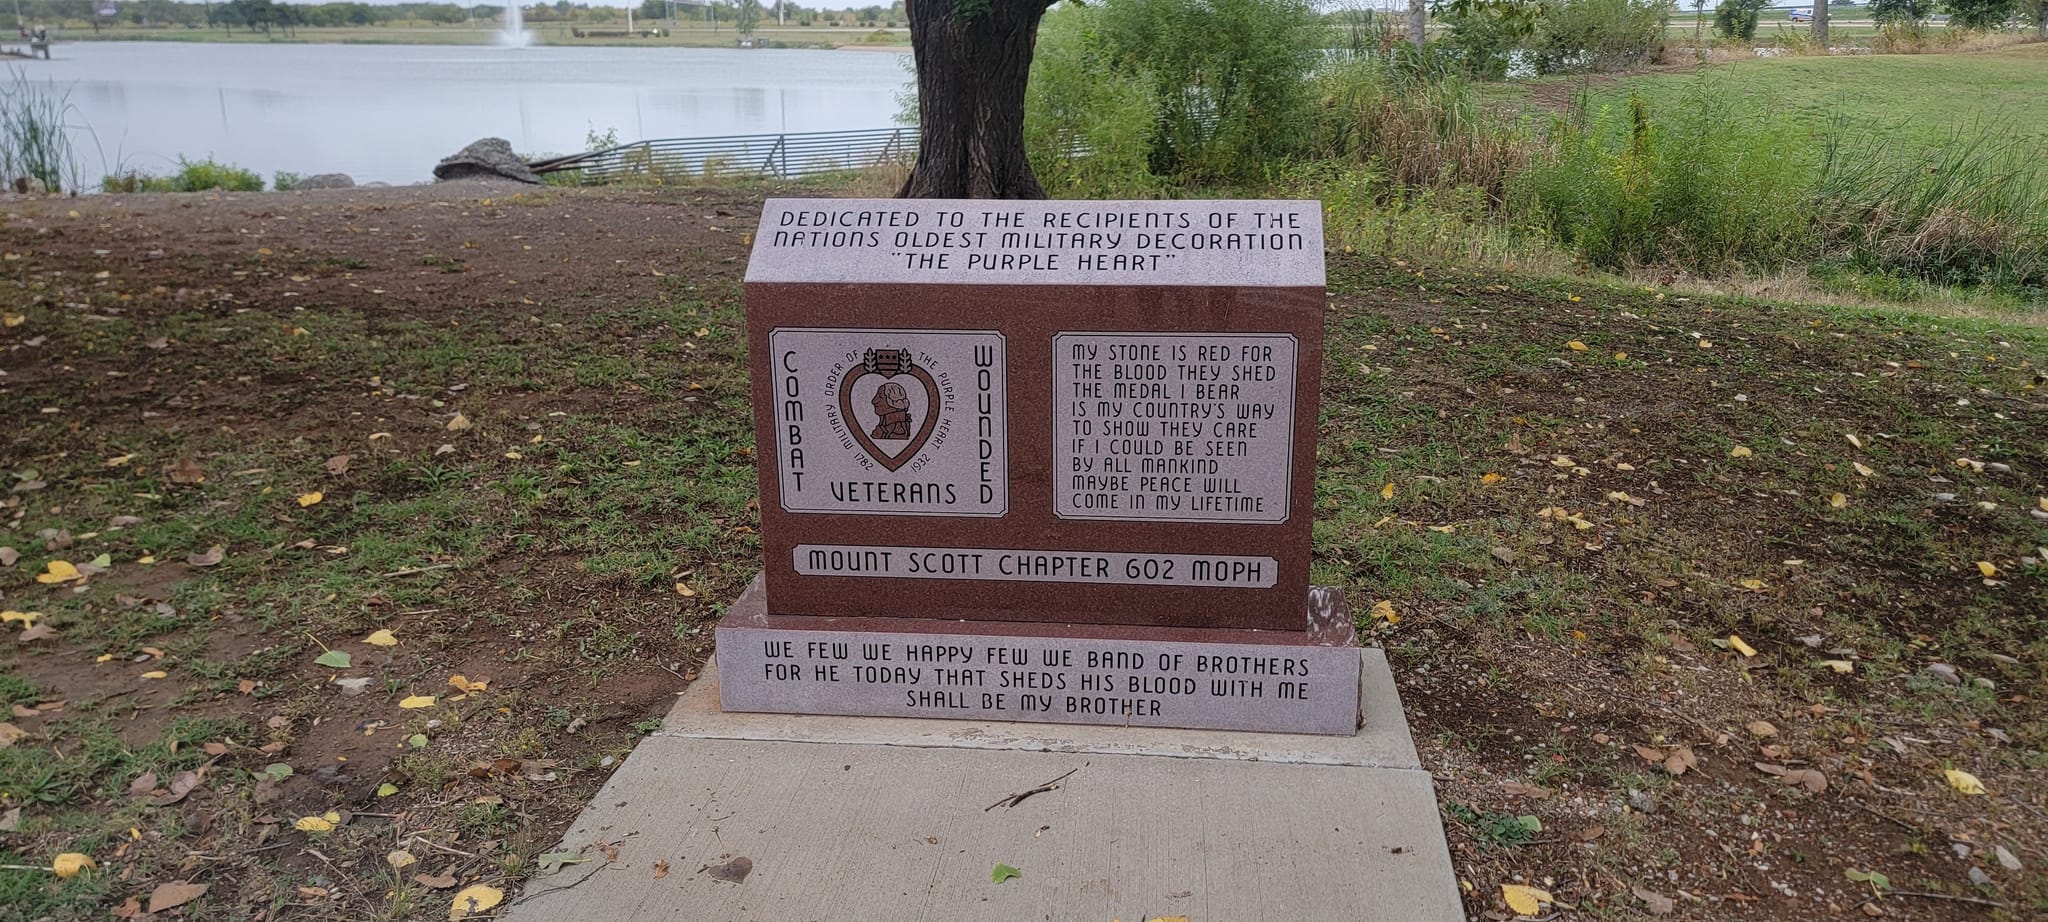 DEDICATED TO THE RECIPIENTS OF THE
NATIONS OLDEST MILITARY DECORATION
"THE PURPLE HEART"
COMBAT
WOUNDED
VETERANS
MILITARY ORDER OF THE PURPLE HEART
1782 1932
MY STONE IS RED FOR
THE BLOOD THEY SHED
THE MEDAL I BEAR
IS MY COUNTRY'S WAY
TO SHOW THEY CARE
IF I COULD BE SEEN
BY ALL MANKIND
MAYBE PEACE WILL
COME IN MY LIFETIME
MOUNT SCOTT CHAPTER 602 MOPH
WE FEW WE HAPPY FEW WE BAND OF BROTHERS
FOR HE TODAY THAT SHEDS HIS BLOOD WITH ME
SHALL BE MY BROTHER